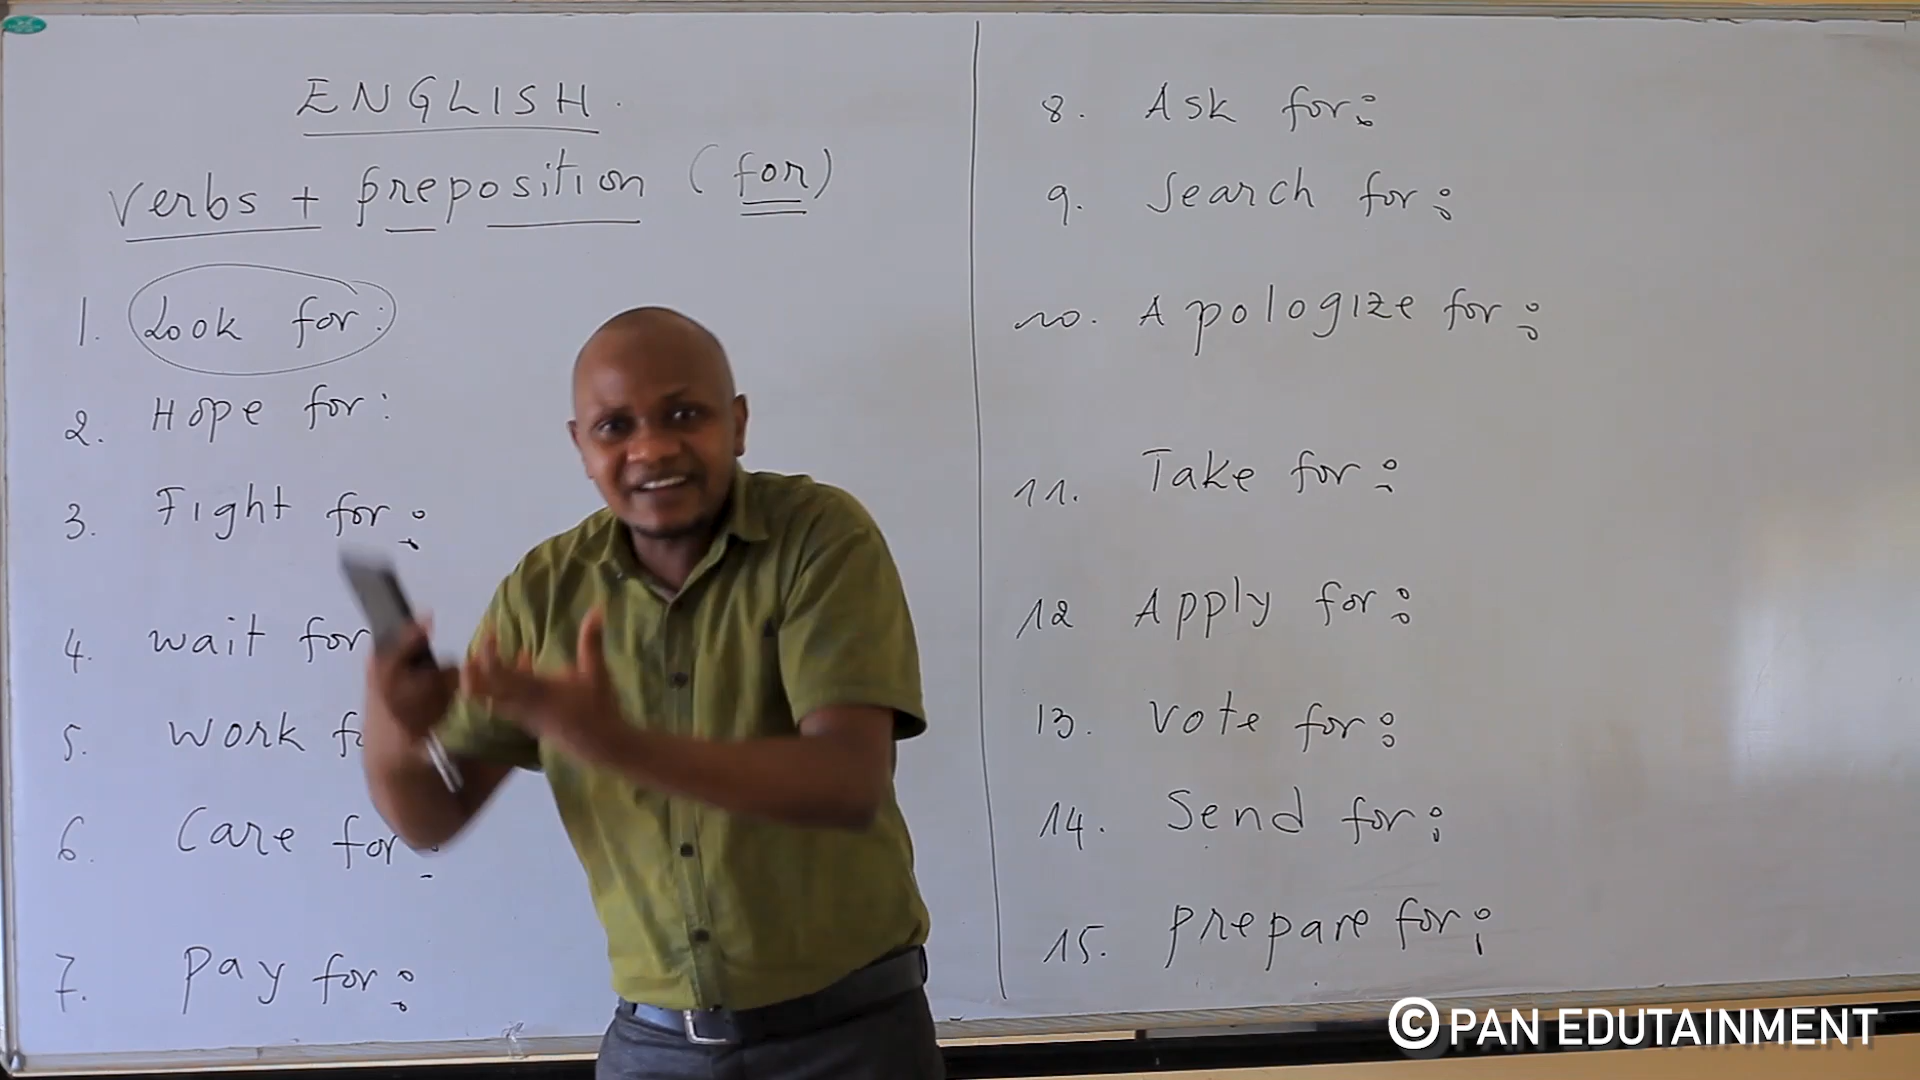 ENGLISH.
Verbs + preposition (for)
1. Look for:
2. Hope for:
3. Fight for:
4. wait for
5. work
6. Care for:
7. Pay for:
8. Ask for:
9. Search for:
10. Apologize for:
11. Take for:
12 Apply for:
13. Vote for:
14. Send for:
15. prepare for:
© PAN EDUTAINMENT